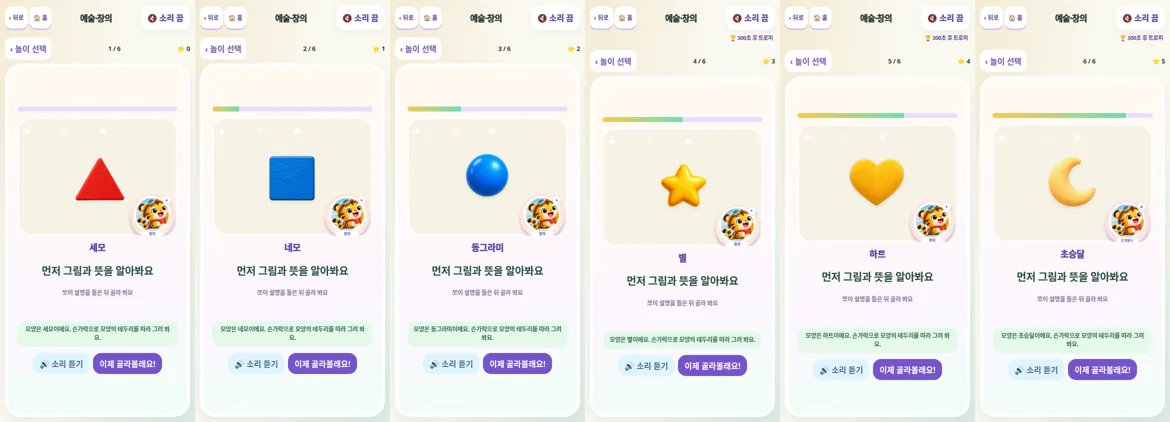 ‹ 뒤로 🏠 홈 예술·창의 🔇 소리 끔
‹ 놀이 선택 1 / 6 ⭐ 0
세모
먼저 그림과 뜻을 알아봐요
쪼이 설명을 들은 뒤 골라 봐요
모양은 세모이에요. 손가락으로 모양의 테두리를 따라 그려 봐
요.
🔊 소리 듣기 이제 골라볼래요!
‹ 뒤로 🏠 홈 예술·창의 🔇 소리 끔
‹ 놀이 선택 2 / 6 ⭐ 1
네모
먼저 그림과 뜻을 알아봐요
쪼이 설명을 들은 뒤 골라 봐요
모양은 네모이에요. 손가락으로 모양의 테두리를 따라 그려 봐
요.
🔊 소리 듣기 이제 골라볼래요!
‹ 뒤로 🏠 홈 예술·창의 🔇 소리 끔
‹ 놀이 선택 3 / 6 ⭐ 2
동그라미
먼저 그림과 뜻을 알아봐요
쪼이 설명을 들은 뒤 골라 봐요
모양은 동그라미이에요. 손가락으로 모양의 테두리를 따라 그려
봐요.
🔊 소리 듣기 이제 골라볼래요!
‹ 뒤로 🏠 홈 예술·창의 🔇 소리 끔
🏆 300초 후 트로피
‹ 놀이 선택 4 / 6 ⭐ 3
별
먼저 그림과 뜻을 알아봐요
쪼이 설명을 들은 뒤 골라 봐요
모양은 별이에요. 손가락으로 모양의 테두리를 따라 그려 봐요.
🔊 소리 듣기 이제 골라볼래요!
‹ 뒤로 🏠 홈 예술·창의 🔇 소리 끔
🏆 300초 후 트로피
‹ 놀이 선택 5 / 6 ⭐ 4
하트
먼저 그림과 뜻을 알아봐요
쪼이 설명을 들은 뒤 골라 봐요
모양은 하트이에요. 손가락으로 모양의 테두리를 따라 그려 봐
요.
🔊 소리 듣기 이제 골라볼래요!
‹ 뒤로 🏠 홈 예술·창의 🔇 소리 끔
🏆 300초 후 트로피
‹ 놀이 선택 6 / 6 ⭐ 5
초승달
먼저 그림과 뜻을 알아봐요
쪼이 설명을 들은 뒤 골라 봐요
모양은 초승달이에요. 손가락으로 모양의 테두리를 따라 그려
봐요.
🔊 소리 듣기 이제 골라볼래요!